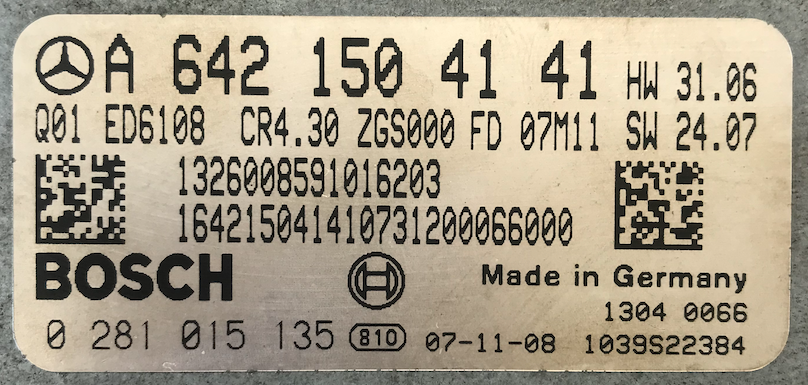 A 642 150 41 41 HW 31.06
Q01 ED6108 CR4.30 ZGS000 FD 07M11 SW 24.07
1326008591016203
164215041410731200066000
BOSCH Made in Germany
1304 0066
0 281 015 135 810 07-11-08 1039S22384